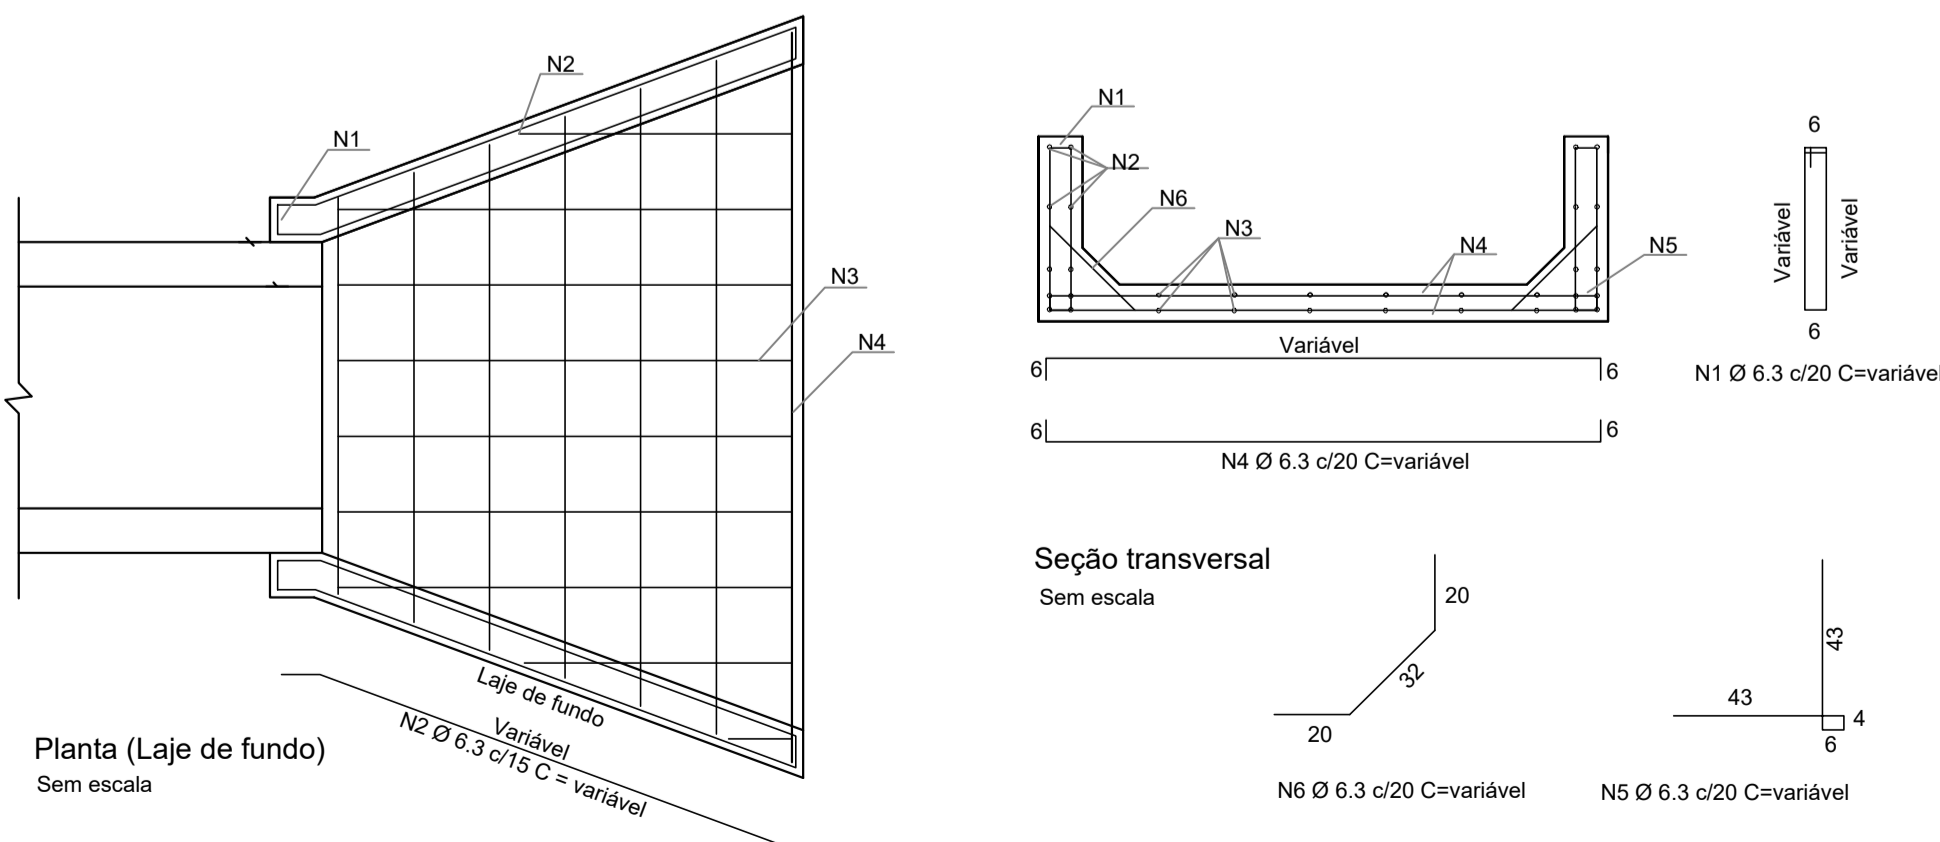 N2
N1
N3
N4
Laje de fundo
Variável
N2 Ø 6.3 c/15 C = variável
Planta (Laje de fundo)
Sem escala
N1
N2
N6
N3
N4
N5
Variável
6
6
6
6
N4 Ø 6.3 c/20 C=variável
6
Variável
Variável
6
N1 Ø 6.3 c/20 C=variável
Seção transversal
Sem escala
20
32
20
N6 Ø 6.3 c/20 C=variável
43
43
4
6
N5 Ø 6.3 c/20 C=variável